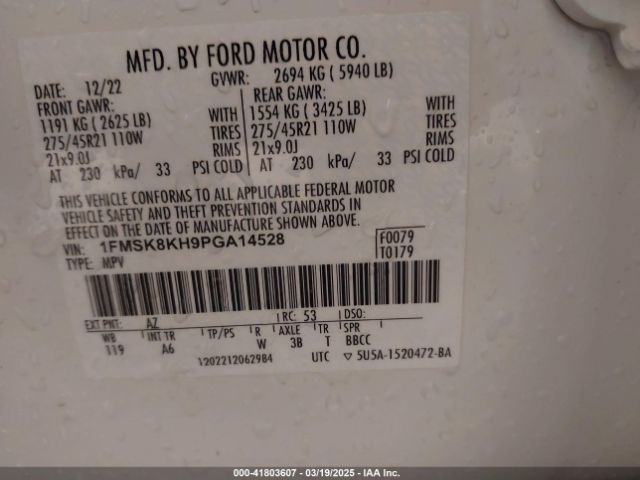 MFD. BY FORD MOTOR CO.
DATE: 12/22 GVWR: 2694 KG ( 5940 LB)
FRONT GAWR: REAR GAWR:
1191 KG ( 2625 LB) WITH 1554 KG ( 3425 LB) WITH
275/45R21 110W TIRES 275/45R21 110W TIRES
21x9.0J RIMS 21x9.0J RIMS
AT 230 kPa/ 33 PSI COLD AT 230 kPa/ 33 PSI COLD
THIS VEHICLE CONFORMS TO ALL APPLICABLE FEDERAL MOTOR
VEHICLE SAFETY AND THEFT PREVENTION STANDARDS IN
EFFECT ON THE DATE OF MANUFACTURE SHOWN ABOVE.
VIN: 1FMSK8KH9PGA14528 F0079
TYPE: MPV T0179
EXT PNT: AZ RC: 53 DSO:
WB INT TR TP/PS R AXLE TR SPR
119 A6 W 3B T BBCC
1202212062984 UTC ▽ 5U5A-1520472-BA
000-41803607 - 03/19/2025 - IAA Inc.